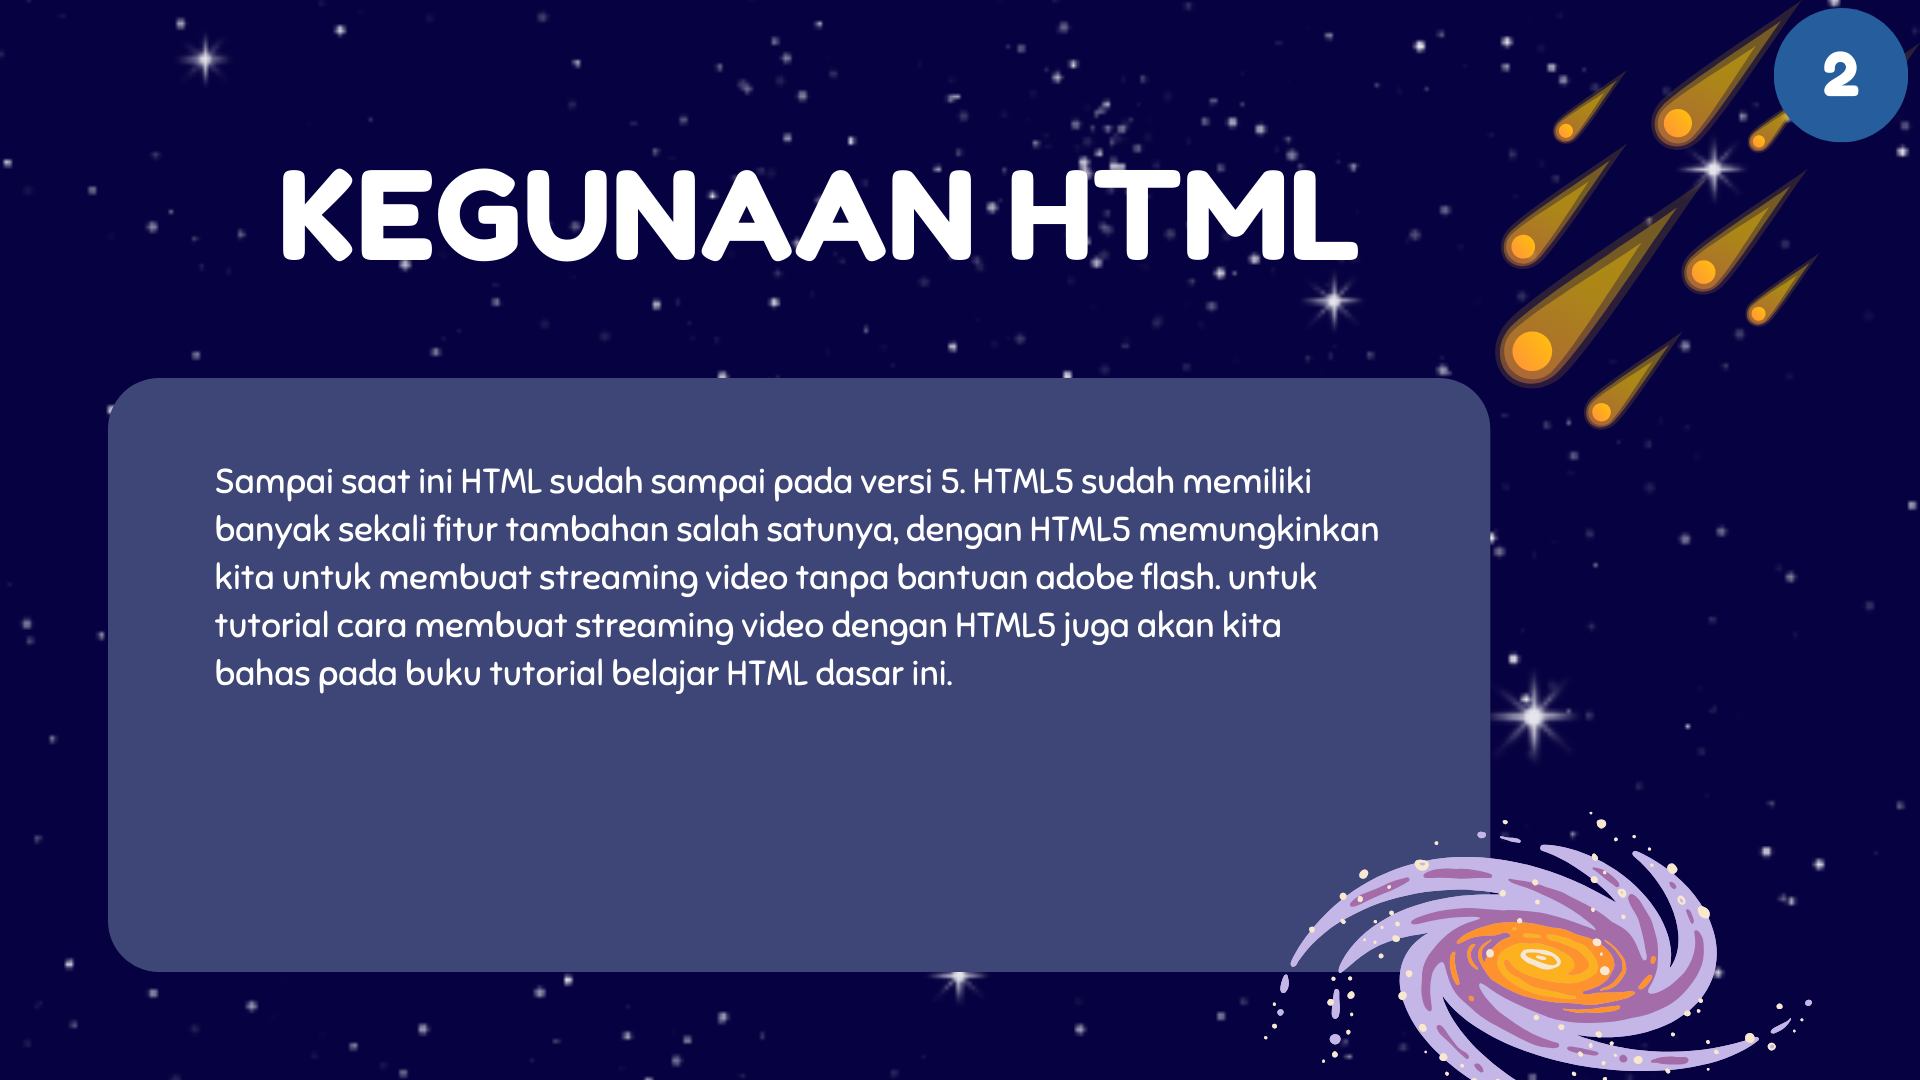 2
KEGUNAAN HTML
Sampai saat ini HTML sudah sampai pada versi 5. HTML5 sudah memiliki
banyak sekali fitur tambahan salah satunya, dengan HTML5 memungkinkan
kita untuk membuat streaming video tanpa bantuan adobe flash. untuk
tutorial cara membuat streaming video dengan HTML5 juga akan kita
bahas pada buku tutorial belajar HTML dasar ini.